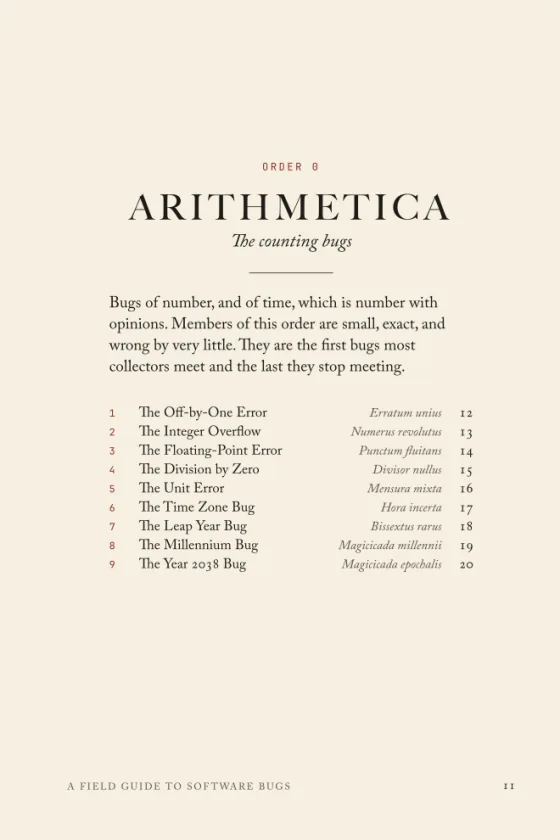 ORDER 0
ARITHMETICA
The counting bugs
Bugs of number, and of time, which is number with
opinions. Members of this order are small, exact, and
wrong by very little. They are the first bugs most
collectors meet and the last they stop meeting.
1 The Off-by-One Error Erratum unius 12
2 The Integer Overflow Numerus revolutus 13
3 The Floating-Point Error Punctum fluitans 14
4 The Division by Zero Divisor nullus 15
5 The Unit Error Mensura mixta 16
6 The Time Zone Bug Hora incerta 17
7 The Leap Year Bug Bissextus rarus 18
8 The Millennium Bug Magicicada millennii 19
9 The Year 2038 Bug Magicicada epochalis 20
A FIELD GUIDE TO SOFTWARE BUGS 11